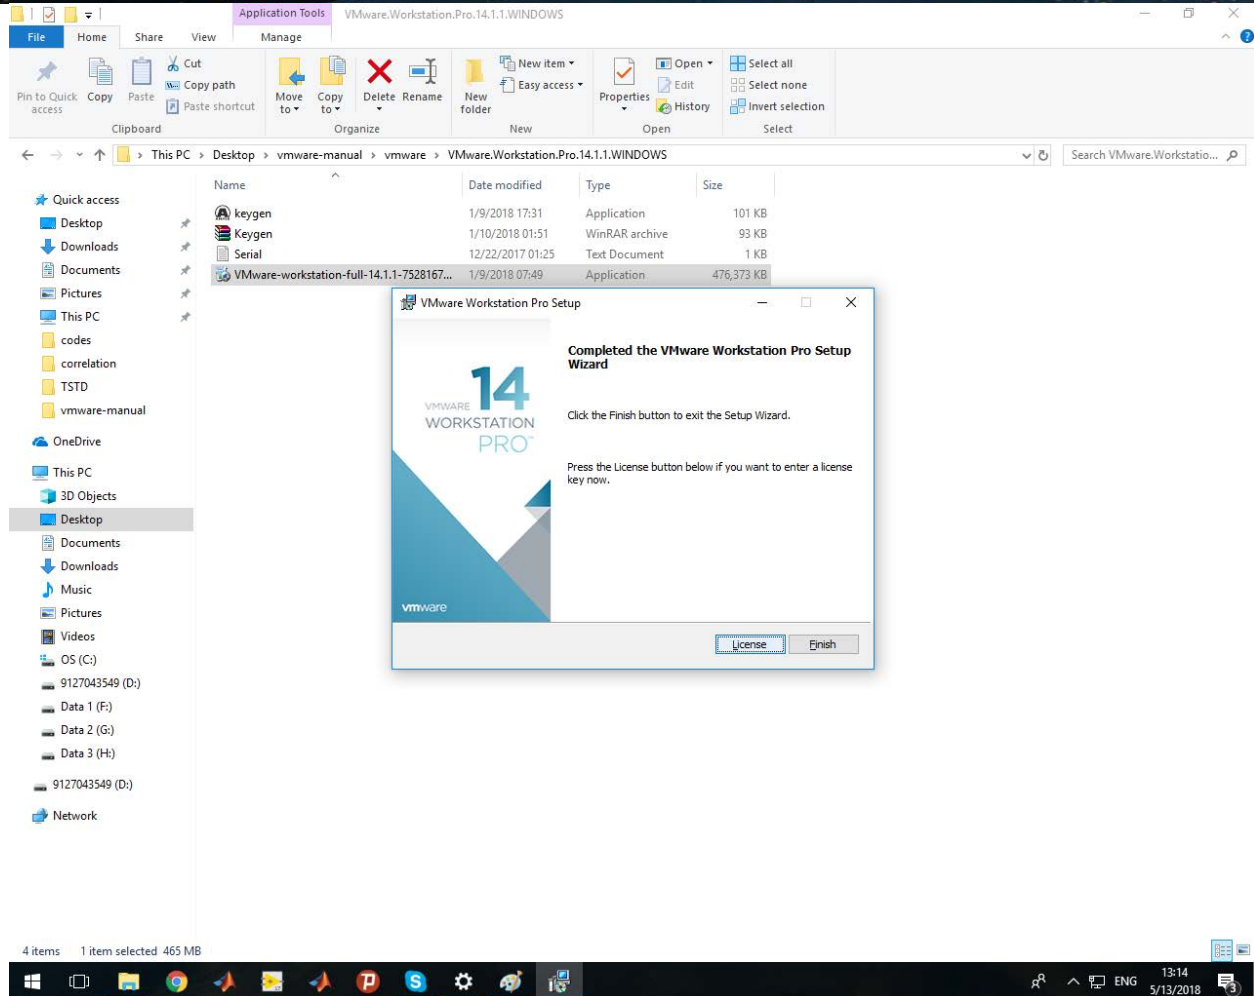 Application Tools VMware.Workstation.Pro.14.1.1.WINDOWS
File Home Share View Manage
Pin to Quick access
Copy
Paste
Cut
Copy path
Paste shortcut
Clipboard
Move to
Copy to
Delete
Rename
Organize
New folder
New item
Easy access
New
Properties
Open
Edit
History
Open
Select all
Select none
Invert selection
Select
This PC > Desktop > vmware-manual > vmware > VMware.Workstation.Pro.14.1.1.WINDOWS
Search VMware.Workstatio...
Quick access
Desktop
Downloads
Documents
Pictures
This PC
codes
correlation
TSTD
vmware-manual
OneDrive
This PC
3D Objects
Desktop
Documents
Downloads
Music
Pictures
Videos
OS (C:)
9127043549 (D:)
Data 1 (F:)
Data 2 (G:)
Data 3 (H:)
9127043549 (D:)
Network
Name Date modified Type Size
keygen 1/9/2018 17:31 Application 101 KB
Keygen 1/10/2018 01:51 WinRAR archive 93 KB
Serial 12/22/2017 01:25 Text Document 1 KB
VMware-workstation-full-14.1.1-7528167... 1/9/2018 07:49 Application 476,373 KB
VMware Workstation Pro Setup
14
VMWARE
WORKSTATION
PRO™
vmware
Completed the VMware Workstation Pro Setup
Wizard
Click the Finish button to exit the Setup Wizard.
Press the License button below if you want to enter a license
key now.
License Finish
4 items 1 item selected 465 MB
ENG
13:14
5/13/2018
3